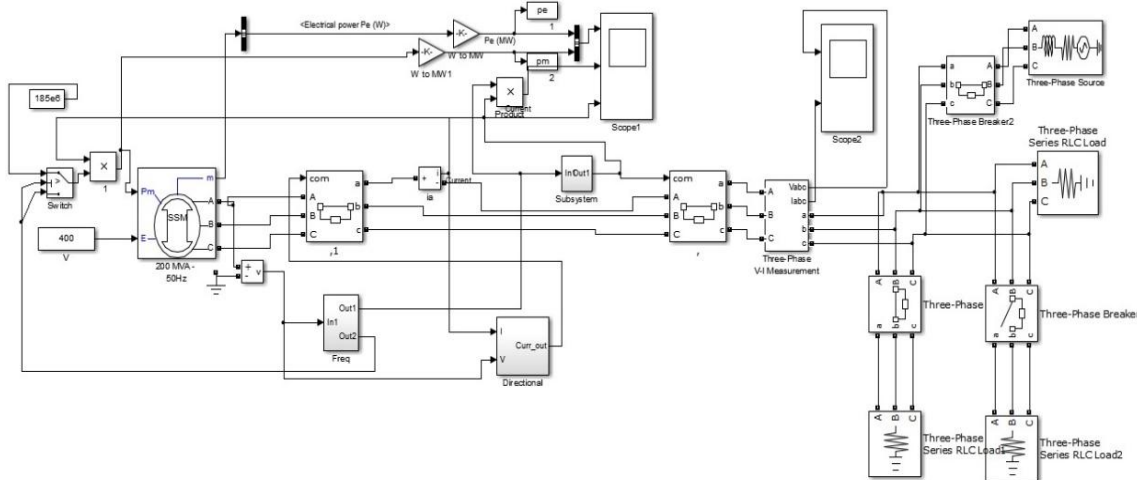 <Electrical power Pe (W)>
-K-
W to MW
Pe (MW)
pe
1
-K-
W to MW1
pm
2
×
Product
Current
Scope1
Scope2
185e6
Switch
>
×
1
400
V
Pm
E
m
SSM
A
B
C
200 MVA -
50Hz
com
A
B
C
a
b
c
,1
+
-
i
Current
ia
+
-
v
In1
Out1
Out2
Freq
I
V
Curr_out
Directional
In1
Out1
Subsystem
com
A
B
C
a
b
c
,
A
B
C
Vabc
Iabc
a
b
c
Three-Phase
V-I Measurement
a
b
c
A
B
C
Three-Phase Breaker2
A
B
C
Three-Phase Source
Three-Phase
Series RLC Load
A
B
C
A
B
C
a
b
c
Three-Phase
A
B
C
a
b
c
Three-Phase Breaker
A
B
C
Three-Phase
Series RLC Load1
A
B
C
Three-Phase
Series RLC Load2